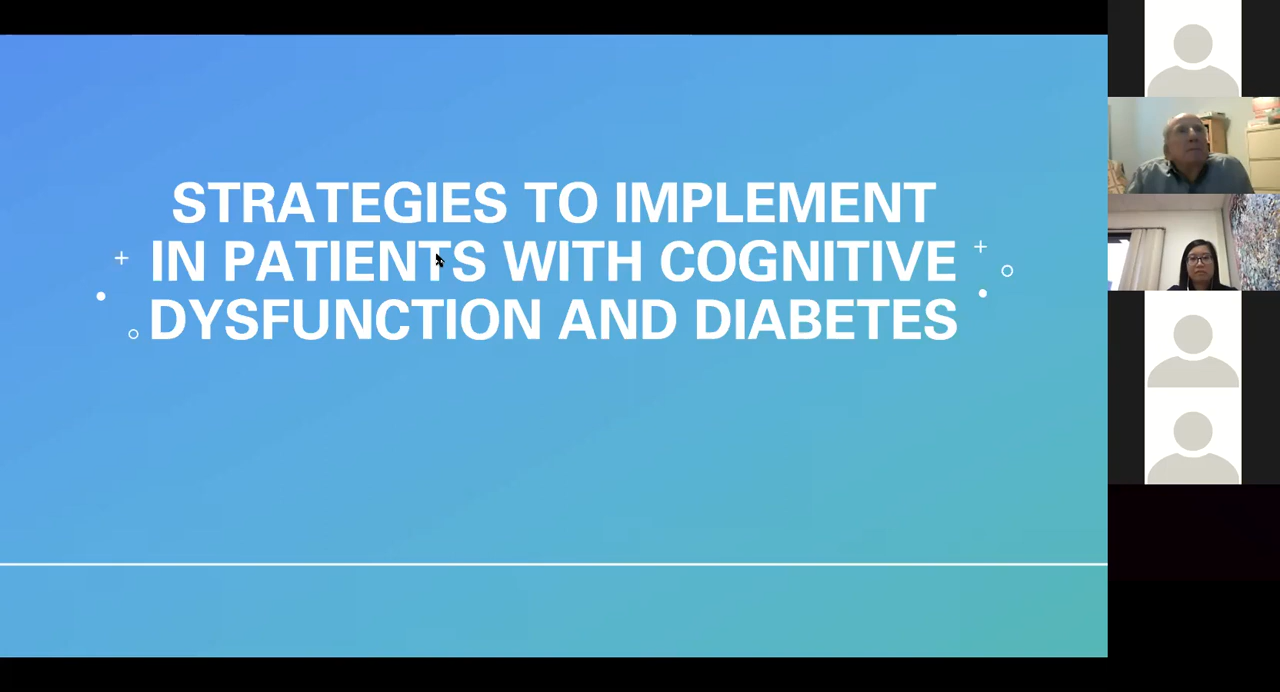 STRATEGIES TO IMPLEMENT
IN PATIENTS WITH COGNITIVE
DYSFUNCTION AND DIABETES